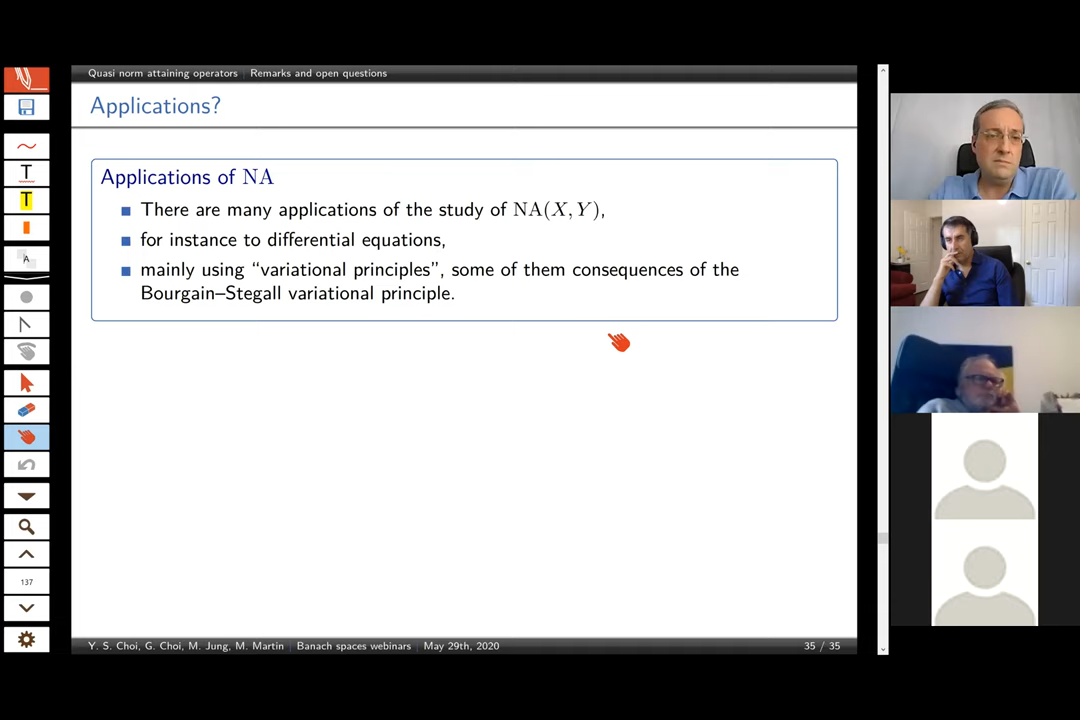 Quasi norm attaining operators | Remarks and open questions
Applications?
Applications of NA
There are many applications of the study of NA(X, Y),
for instance to differential equations,
mainly using “variational principles”, some of them consequences of the
Bourgain–Stegall variational principle.
Y. S. Choi, G. Choi, M. Jung, M. Martin | Banach spaces webinars | May 29th, 2020 35 / 35
T
T
A
137